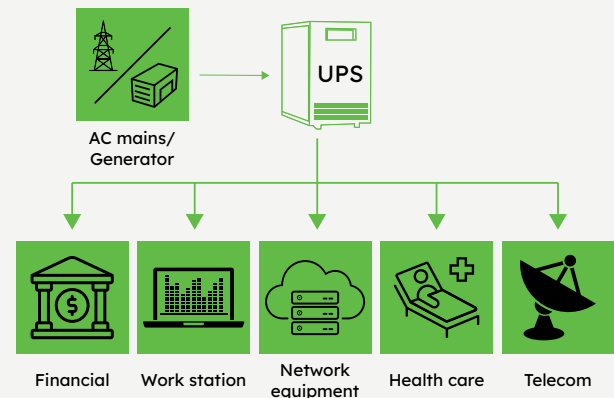 UPS
AC mains/
Generator
$
Financial
Work station
Network
equipment
Health care
Telecom